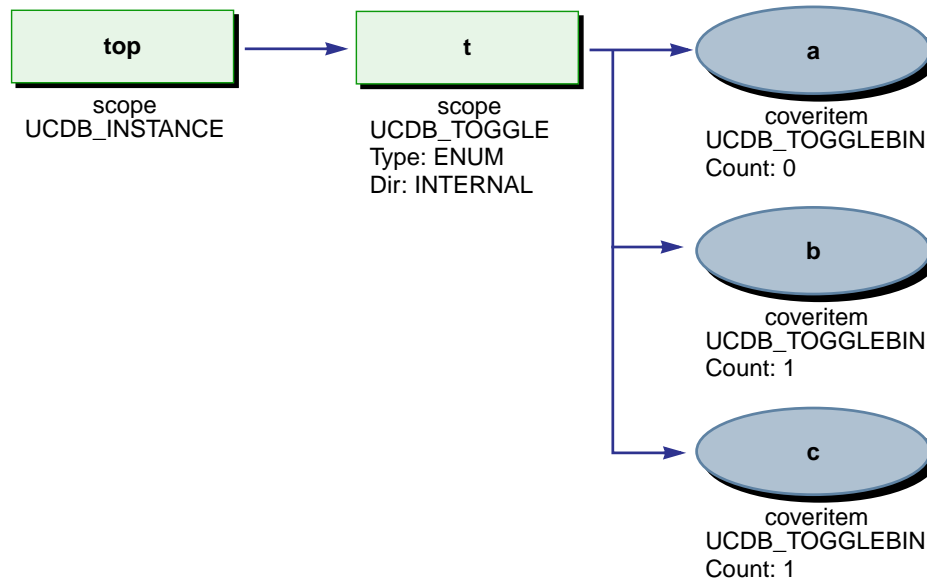 top
scope
UCDB_INSTANCE
t
scope
UCDB_TOGGLE
Type: ENUM
Dir: INTERNAL
a
coveritem
UCDB_TOGGLEBIN
Count: 0
b
coveritem
UCDB_TOGGLEBIN
Count: 1
c
coveritem
UCDB_TOGGLEBIN
Count: 1